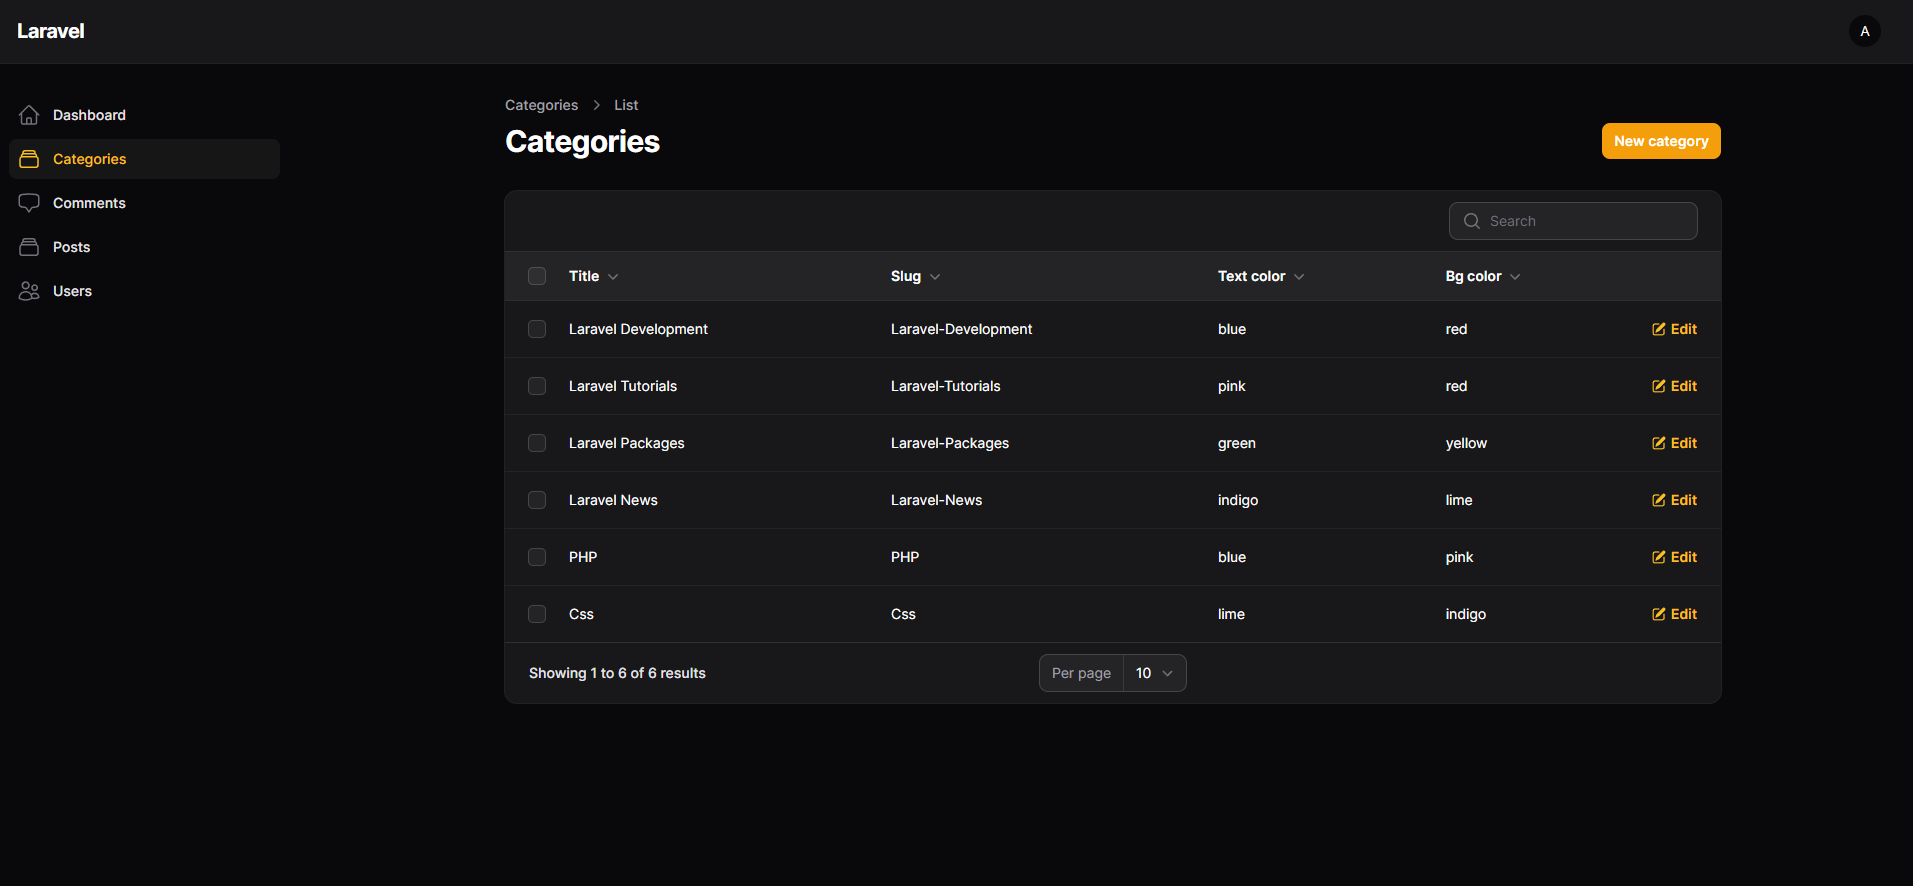 Laravel
A
Dashboard
Categories
Comments
Posts
Users
Categories List
Categories
New category
Search
Title Slug Text color Bg color
Laravel Development Laravel-Development blue red Edit
Laravel Tutorials Laravel-Tutorials pink red Edit
Laravel Packages Laravel-Packages green yellow Edit
Laravel News Laravel-News indigo lime Edit
PHP PHP blue pink Edit
Css Css lime indigo Edit
Showing 1 to 6 of 6 results Per page 10